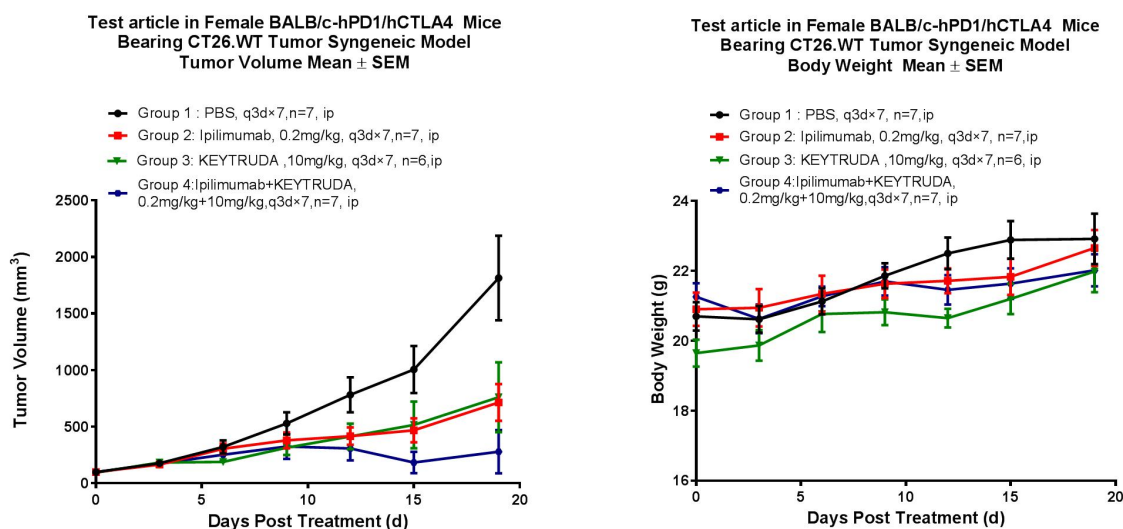 Test article in Female BALB/c-hPD1/hCTLA4 Mice
Bearing CT26.WT Tumor Syngeneic Model
Tumor Volume Mean ± SEM
Group 1 : PBS, q3d×7,n=7, ip
Group 2: Ipilimumab, 0.2mg/kg, q3d×7,n=7, ip
Group 3: KEYTRUDA ,10mg/kg, q3d×7, n=6,ip
Group 4:Ipilimumab+KEYTRUDA,
0.2mg/kg+10mg/kg,q3d×7,n=7, ip
2500
2000
1500
1000
500
0
Tumor Volume (mm³)
0 5 10 15 20
Days Post Treatment (d)
Test article in Female BALB/c-hPD1/hCTLA4 Mice
Bearing CT26.WT Tumor Syngeneic Model
Body Weight Mean ± SEM
Group 1 : PBS, q3d×7, n=7,ip
Group 2: Ipilimumab, 0.2mg/kg, q3d×7, n=7,ip
Group 3: KEYTRUDA ,10mg/kg, q3d×7,n=6, ip
Group 4:Ipilimumab+KEYTRUDA,
0.2mg/kg+10mg/kg,q3d×7,n=7, ip
24
22
20
18
16
Body Weight (g)
0 5 10 15 20
Days Post Treatment (d)